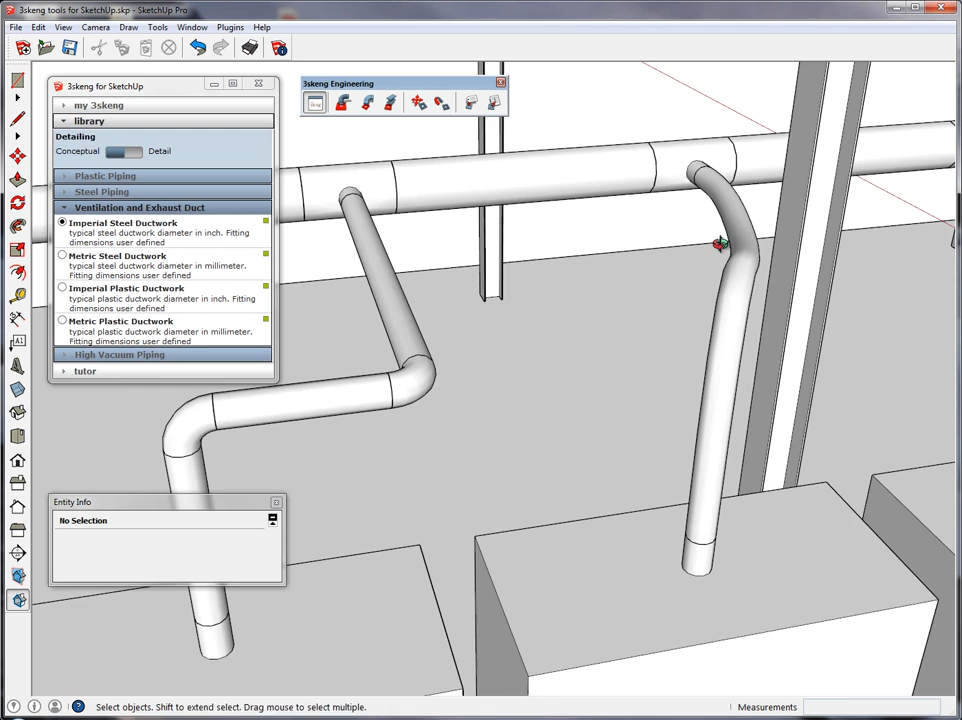 3skeng tools for SketchUp.skp - SketchUp Pro
File Edit View Camera Draw Tools Window Plugins Help
3skeng for SketchUp
my 3skeng
library
Detailing
Conceptual Detail
Plastic Piping
Steel Piping
Ventilation and Exhaust Duct
Imperial Steel Ductwork
typical steel ductwork diameter in inch. Fitting
dimensions user defined
Metric Steel Ductwork
typical steel ductwork diameter in millimeter.
Fitting dimensions user defined
Imperial Plastic Ductwork
typical plastic ductwork diameter in inch. Fitting
dimensions user defined
Metric Plastic Ductwork
typical plastic ductwork diameter in millimeter.
Fitting dimensions user defined
High Vacuum Piping
tutor
3skeng Engineering
Entity Info
No Selection
Select objects. Shift to extend select. Drag mouse to select multiple.
Measurements